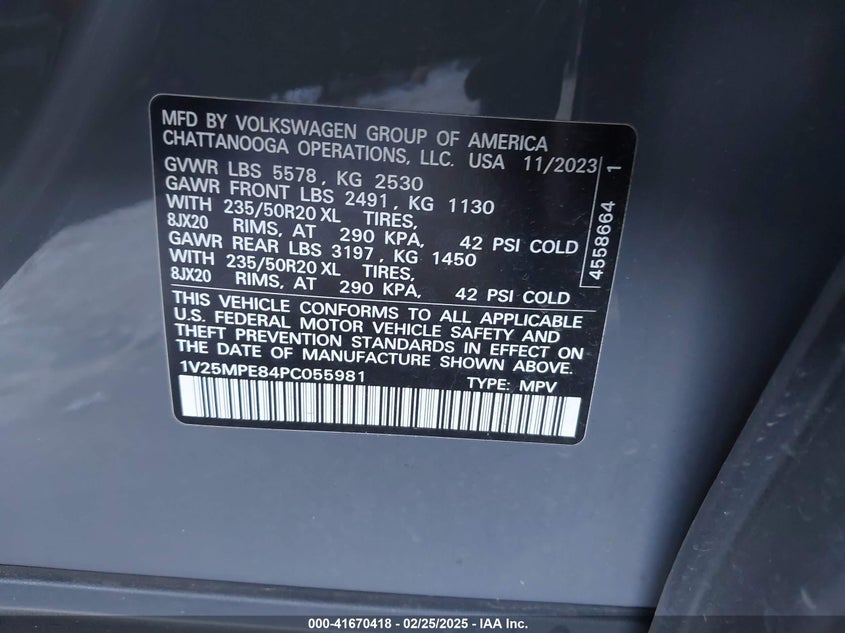 MFD BY VOLKSWAGEN GROUP OF AMERICA
CHATTANOOGA OPERATIONS, LLC. USA 11/2023
GVWR LBS 5578, KG 2530
GAWR FRONT LBS 2491, KG 1130
WITH 235/50R20 XL TIRES,
8JX20 RIMS, AT 290 KPA, 42 PSI COLD
GAWR REAR LBS 3197, KG 1450
WITH 235/50R20 XL TIRES,
8JX20 RIMS, AT 290 KPA, 42 PSI COLD
THIS VEHICLE CONFORMS TO ALL APPLICABLE
U.S. FEDERAL MOTOR VEHICLE SAFETY AND
THEFT PREVENTION STANDARDS IN EFFECT ON
THE DATE OF MANUFACTURE SHOWN ABOVE.
1V25MPE84PC055981 TYPE: MPV
4558664 1
000-41670418 - 02/25/2025 - IAA Inc.